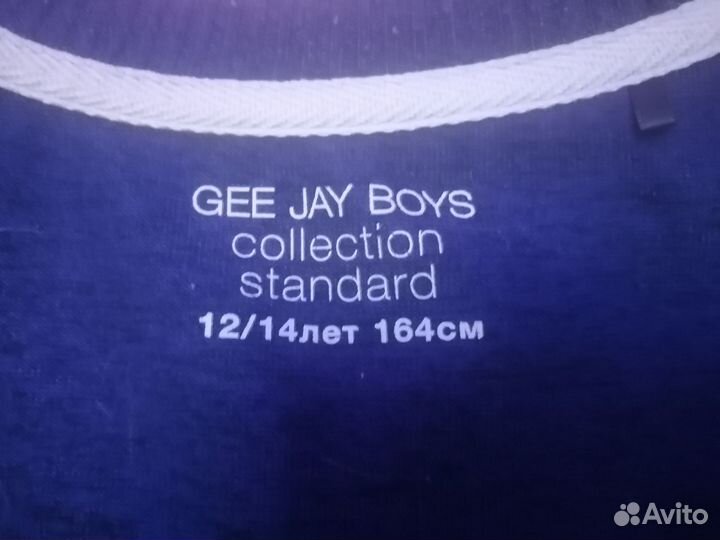 GEE JAY BOYS
collection
standard
12/14лет 164см
Avito